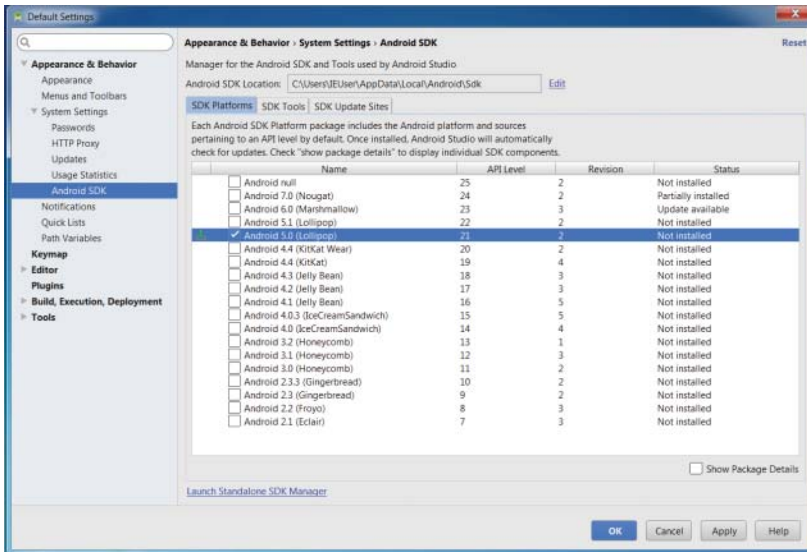 Default Settings
Appearance & Behavior › System Settings › Android SDK
Reset
Manager for the Android SDK and Tools used by Android Studio
Android SDK Location: C:\Users\IEUser\AppData\Local\Android\Sdk Edit
Appearance & Behavior
Appearance
Menus and Toolbars
System Settings
Passwords
HTTP Proxy
Updates
Usage Statistics
Android SDK
Notifications
Quick Lists
Path Variables
Keymap
Editor
Plugins
Build, Execution, Deployment
Tools
SDK Platforms SDK Tools SDK Update Sites
Each Android SDK Platform package includes the Android platform and sources
pertaining to an API level by default. Once installed, Android Studio will automatically
check for updates. Check "show package details" to display individual SDK components.
Name API Level Revision Status
Android null 25 2 Not installed
Android 7.0 (Nougat) 24 2 Partially installed
Android 6.0 (Marshmallow) 23 3 Update available
Android 5.1 (Lollipop) 22 2 Not installed
Android 5.0 (Lollipop) 21 2 Not installed
Android 4.4 (KitKat Wear) 20 2 Not installed
Android 4.4 (KitKat) 19 4 Not installed
Android 4.3 (Jelly Bean) 18 3 Not installed
Android 4.2 (Jelly Bean) 17 3 Not installed
Android 4.1 (Jelly Bean) 16 5 Not installed
Android 4.0.3 (IceCreamSandwich) 15 5 Not installed
Android 4.0 (IceCreamSandwich) 14 4 Not installed
Android 3.2 (Honeycomb) 13 1 Not installed
Android 3.1 (Honeycomb) 12 3 Not installed
Android 3.0 (Honeycomb) 11 2 Not installed
Android 2.3.3 (Gingerbread) 10 2 Not installed
Android 2.3 (Gingerbread) 9 2 Not installed
Android 2.2 (Froyo) 8 3 Not installed
Android 2.1 (Eclair) 7 3 Not installed
Show Package Details
Launch Standalone SDK Manager
OK Cancel Apply Help